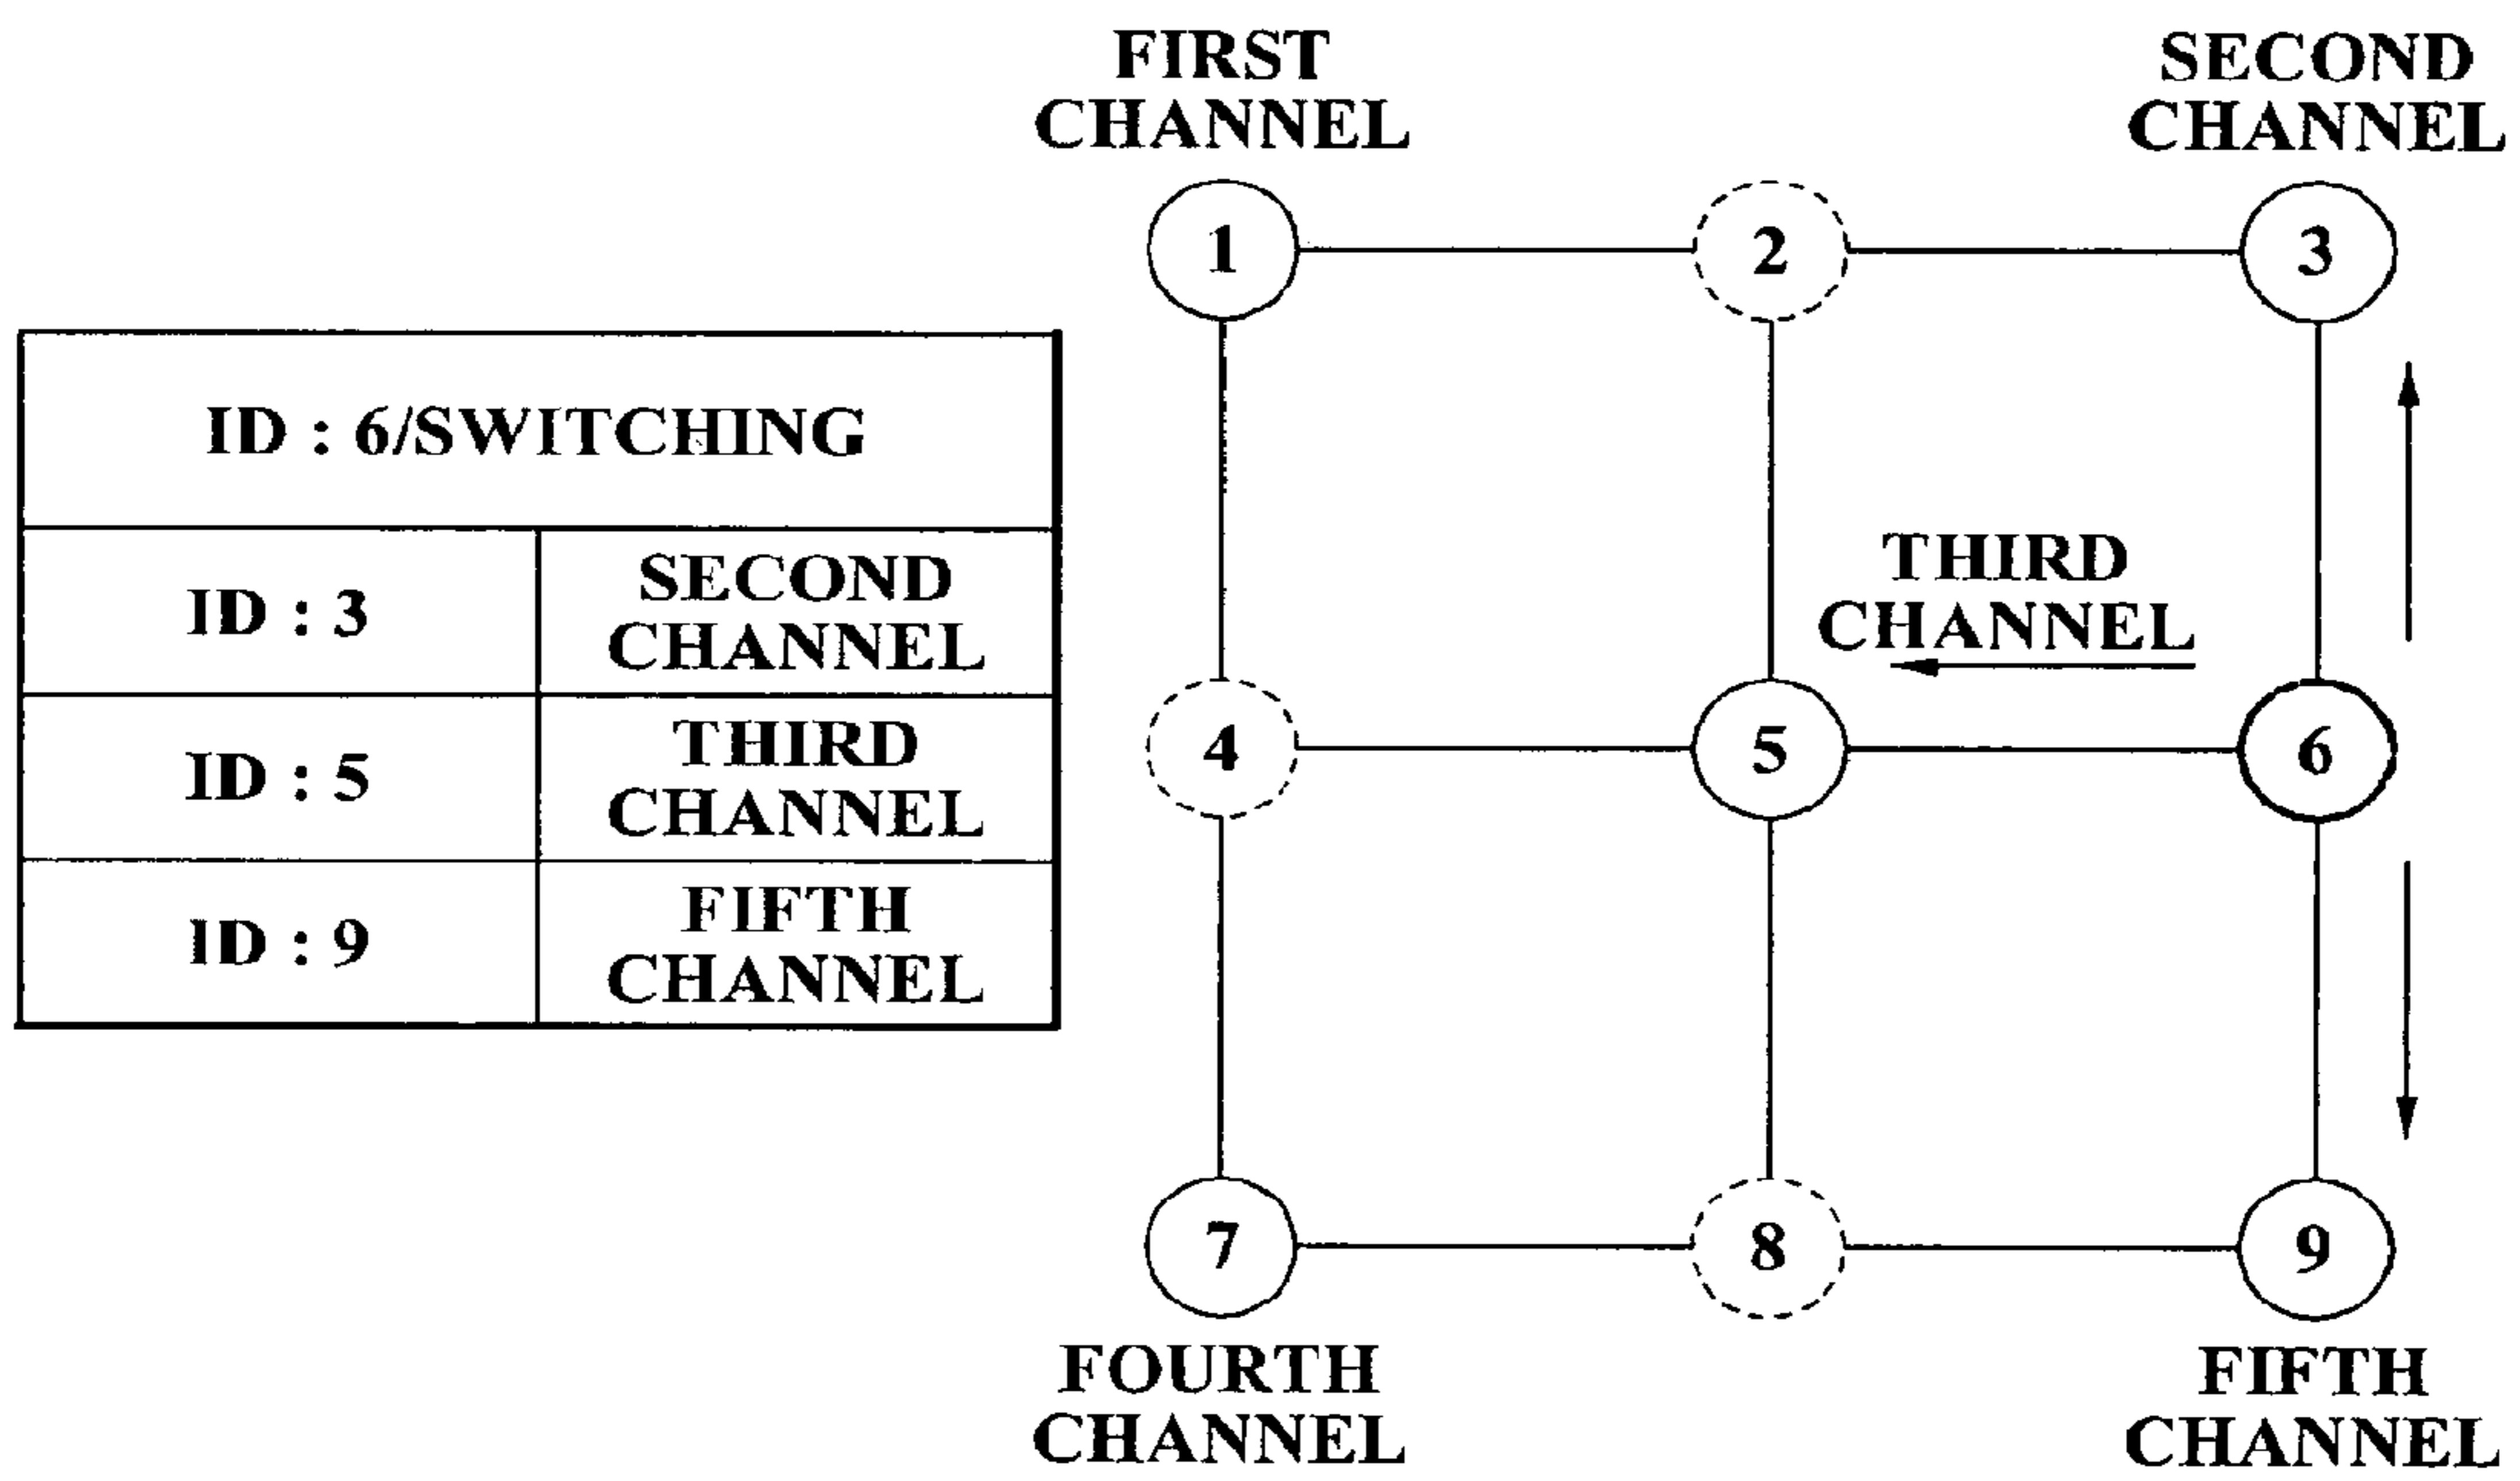 FIRST
CHANNEL
SECOND
CHANNEL
1
2
3
ID : 6/SWITCHING
ID : 3
SECOND
CHANNEL
ID : 5
THIRD
CHANNEL
ID : 9
FIFTH
CHANNEL
THIRD
CHANNEL
4
5
6
7
8
9
FOURTH
CHANNEL
FIFTH
CHANNEL